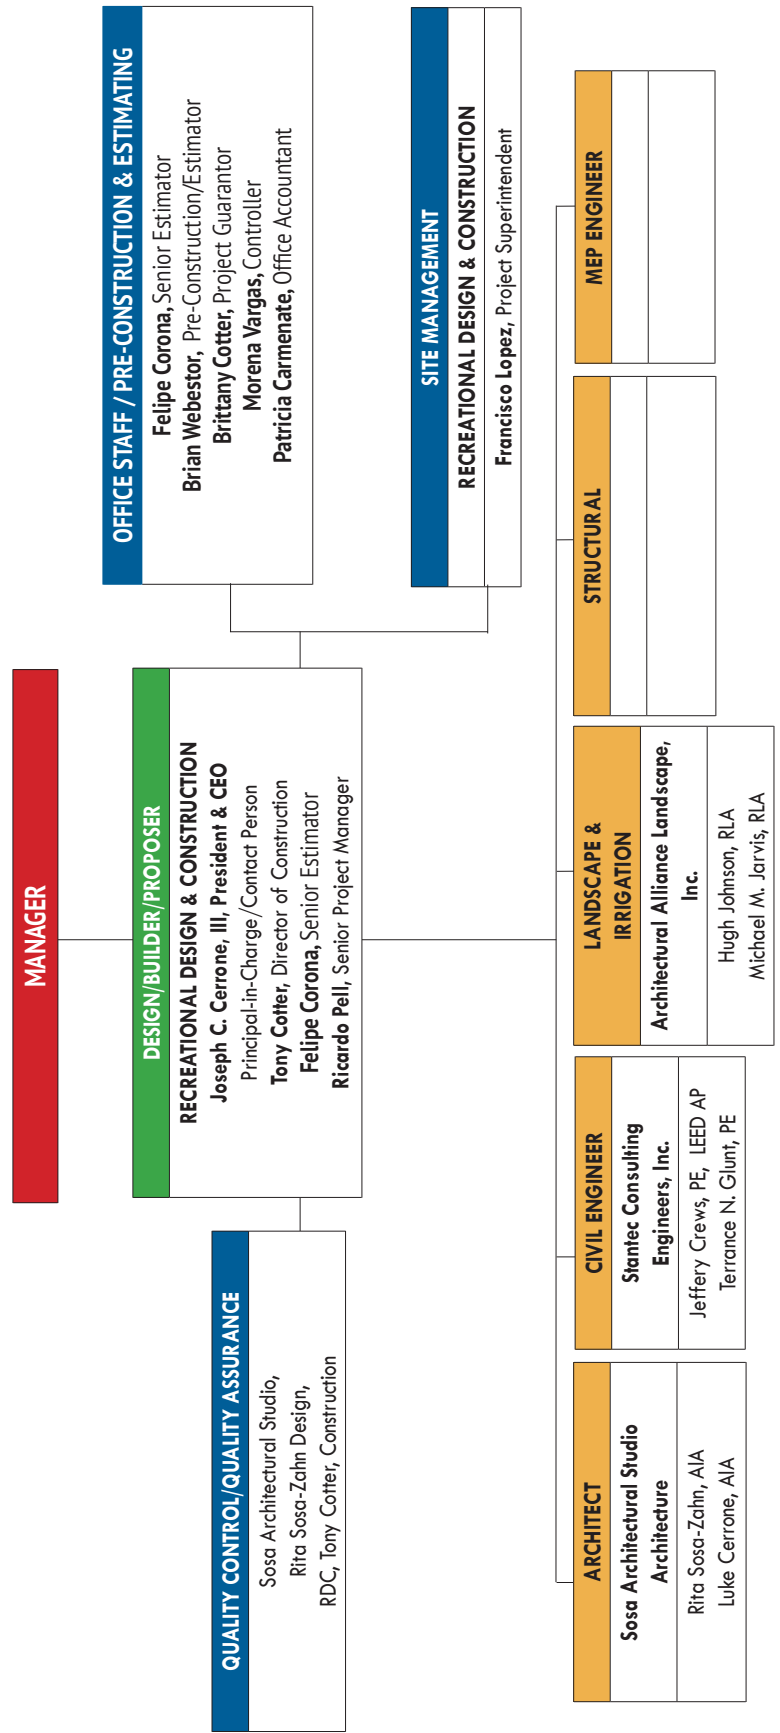 MANAGER
DESIGN/BUILDER/PROPOSER
RECREATIONAL DESIGN & CONSTRUCTION
Joseph C. Cerrone, III, President & CEO
Principal-in-Charge/Contact Person
Tony Cotter, Director of Construction
Felipe Corona, Senior Estimator
Ricardo Pell, Senior Project Manager
QUALITY CONTROL/QUALITY ASSURANCE
Sosa Architectural Studio,
Rita Sosa-Zahn Design,
RDC, Tony Cotter, Construction
OFFICE STAFF / PRE-CONSTRUCTION & ESTIMATING
Felipe Corona, Senior Estimator
Brian Webestor, Pre-Construction/Estimator
Brittany Cotter, Project Guarantor
Morena Vargas, Controller
Patricia Carmenate, Office Accountant
SITE MANAGEMENT
RECREATIONAL DESIGN & CONSTRUCTION
Francisco Lopez, Project Superintendent
ARCHITECT
Sosa Architectural Studio
Architecture
Rita Sosa-Zahn, AIA
Luke Cerrone, AIA
CIVIL ENGINEER
Stantec Consulting
Engineers, Inc.
Jeffery Crews, PE, LEED AP
Terrance N. Glunt, PE
LANDSCAPE &
IRRIGATION
Architectural Alliance Landscape,
Inc.
Hugh Johnson, RLA
Michael M. Jarvis, RLA
STRUCTURAL
MEP ENGINEER